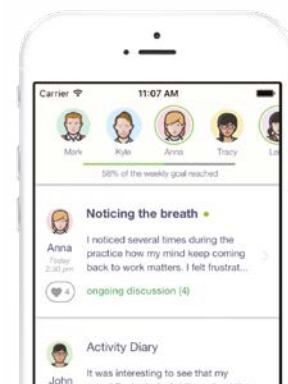 Carrier 11:07 AM
Mark Kyle Anna Tracy Le
58% of the weekly goal reached
Noticing the breath
Anna
Today
2:30 pm
I noticed several times during the
practice how my mind keep coming
back to work matters. I felt frustrat...
4
ongoing discussion (4)
Activity Diary
John
It was interesting to see that my